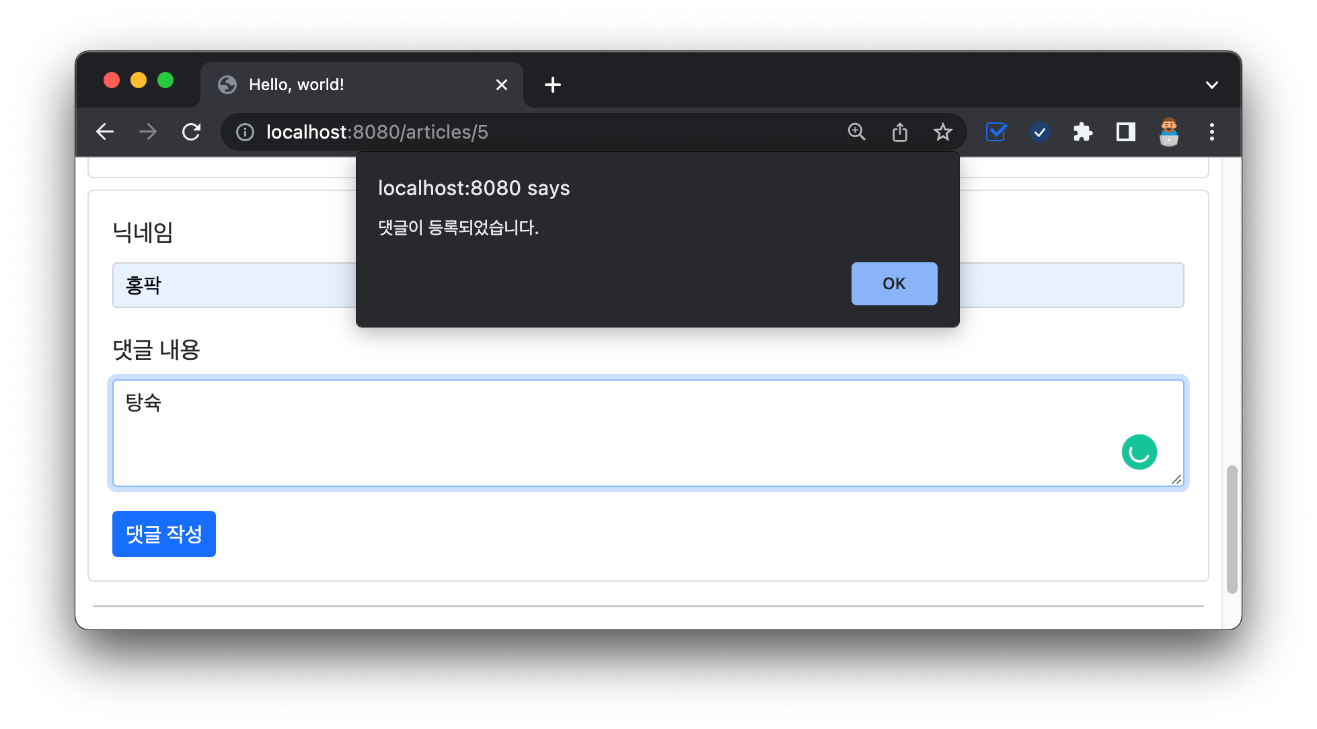 Hello, world!
localhost:8080/articles/5
localhost:8080 says
댓글이 등록되었습니다.
OK
닉네임
홍팍
댓글 내용
탕슉
댓글 작성